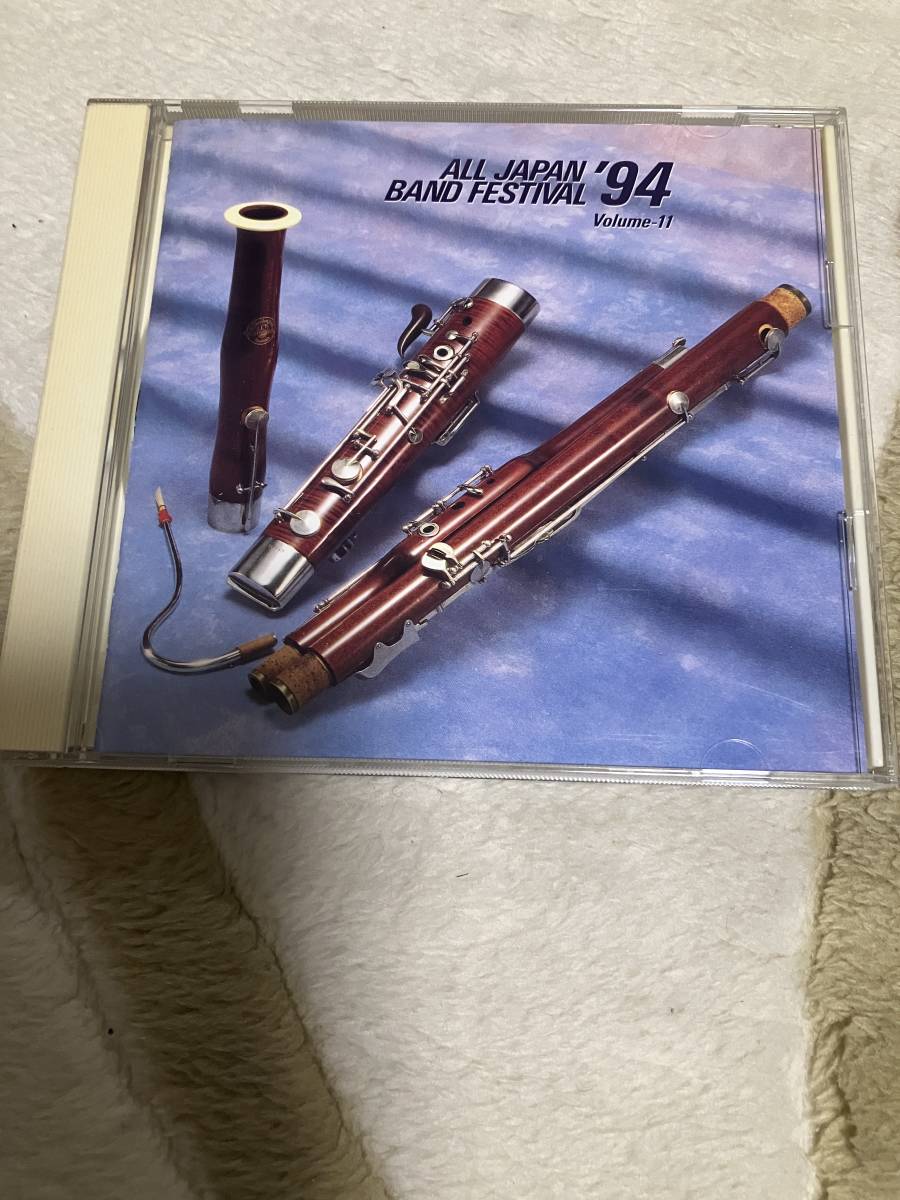 ALL JAPAN
BAND FESTIVAL '94
Volume-11